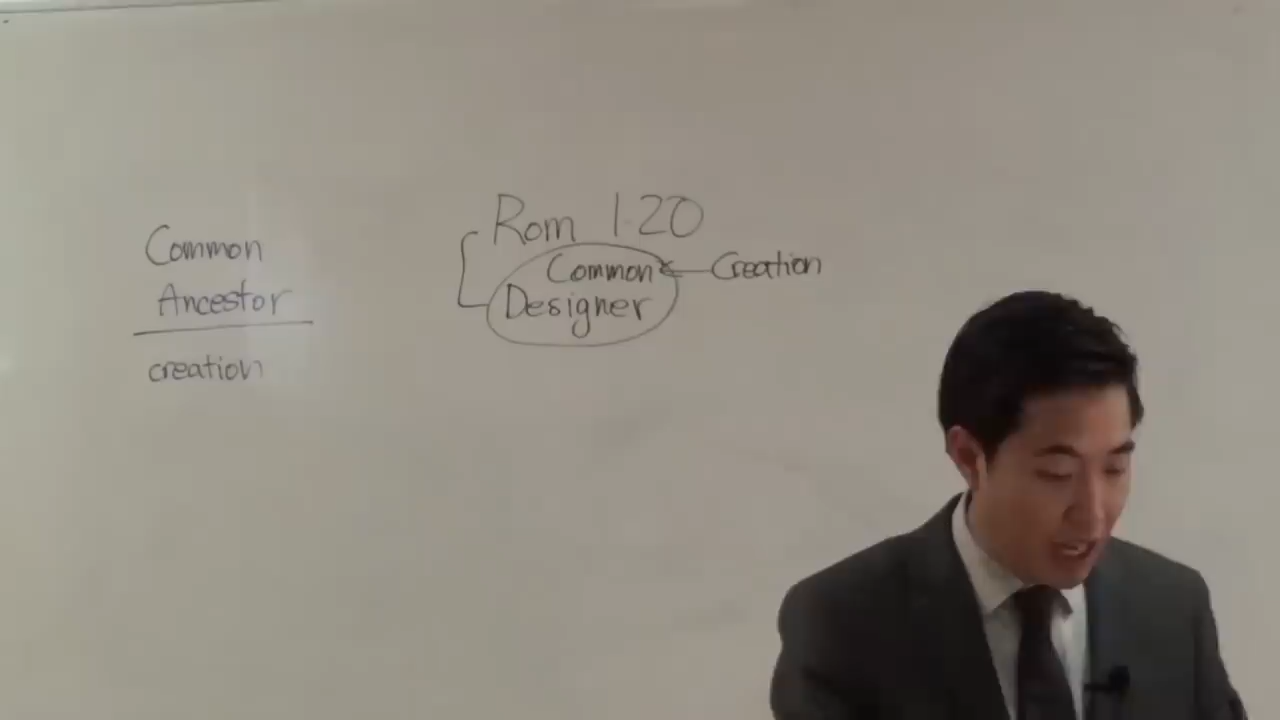 Common
Ancestor
creation
Rom 1:20
Common
Designer
Creation